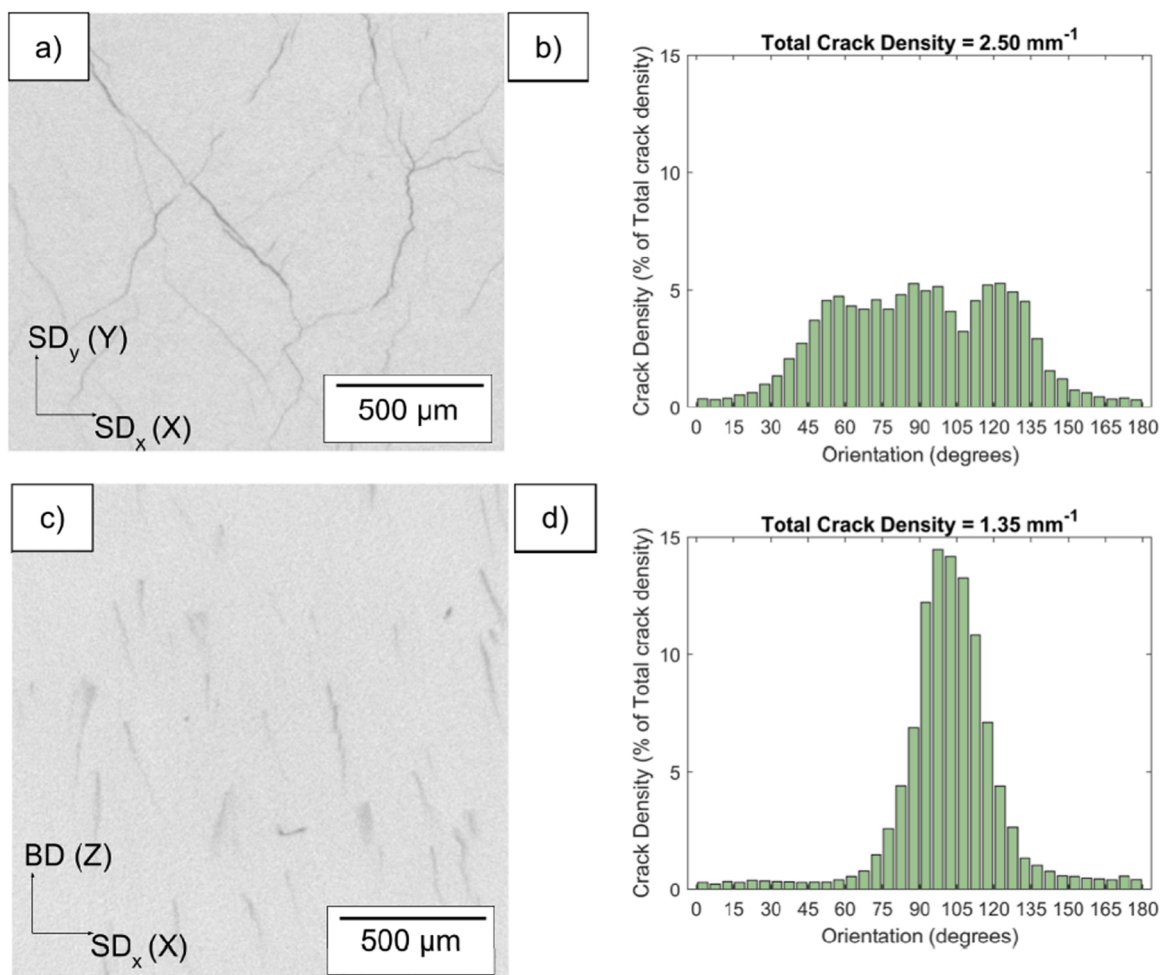 a)
SDy (Y)
SDx (X)
500 µm
b)
Total Crack Density = 2.50 mm-1
Crack Density (% of Total crack density)
15
10
5
0
0 15 30 45 60 75 90 105 120 135 150 165 180
Orientation (degrees)
c)
BD (Z)
SDx (X)
500 µm
d)
Total Crack Density = 1.35 mm-1
Crack Density (% of Total crack density)
15
10
5
0
0 15 30 45 60 75 90 105 120 135 150 165 180
Orientation (degrees)